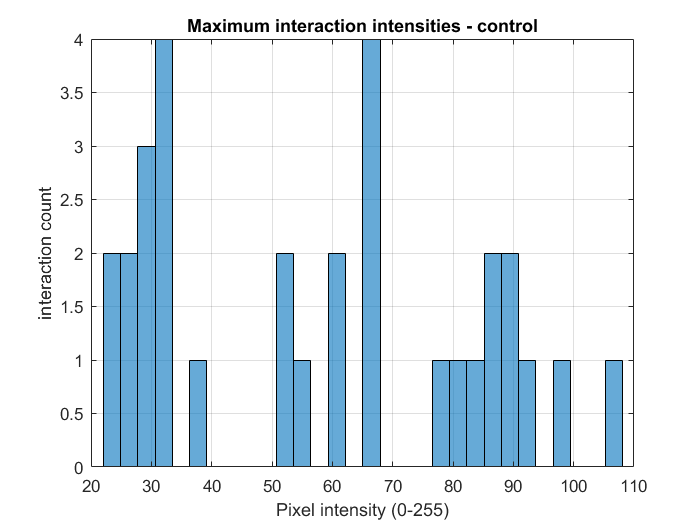 Maximum interaction intensities - control
4
3.5
3
2.5
2
1.5
1
0.5
0
interaction count
20 30 40 50 60 70 80 90 100 110
Pixel intensity (0-255)